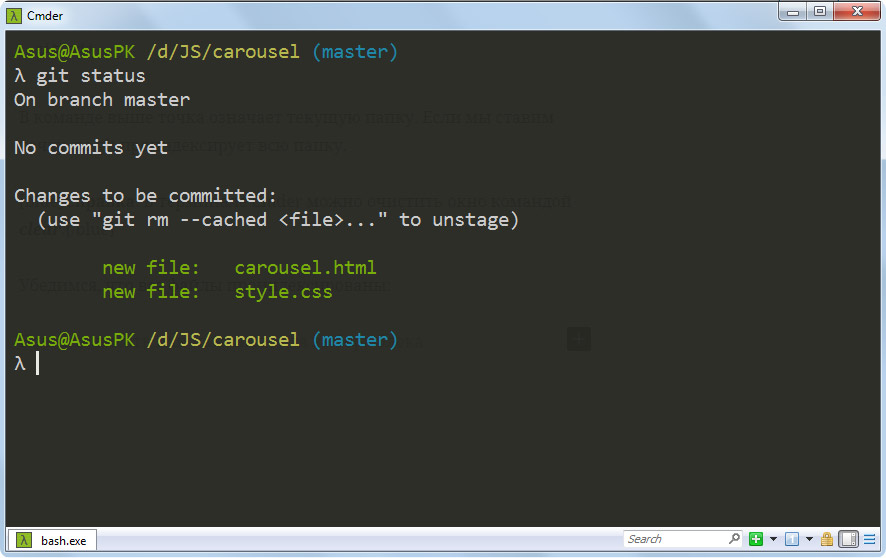 Cmder
Asus@AsusPK /d/JS/carousel (master)
λ git status
On branch master
No commits yet
Changes to be committed:
(use "git rm --cached <file>..." to unstage)
new file: carousel.html
new file: style.css
Asus@AsusPK /d/JS/carousel (master)
λ
bash.exe
Search